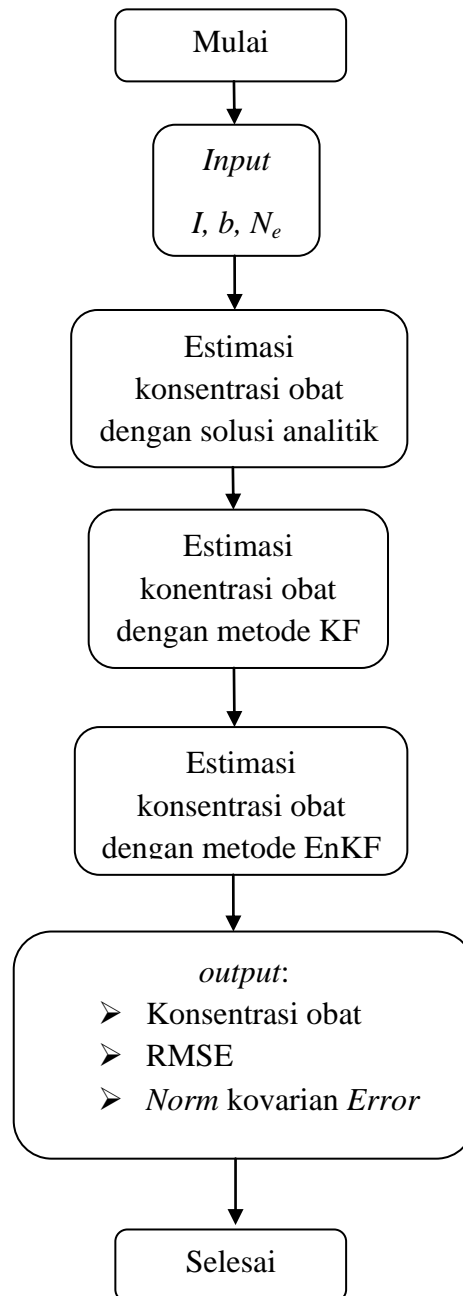 Mulai
Input
I, b, Ne
Estimasi
konsentrasi obat
dengan solusi analitik
Estimasi
konentrasi obat
dengan metode KF
Estimasi
konsentrasi obat
dengan metode EnKF
output:
➢ Konsentrasi obat
➢ RMSE
➢ Norm kovarian Error
Selesai